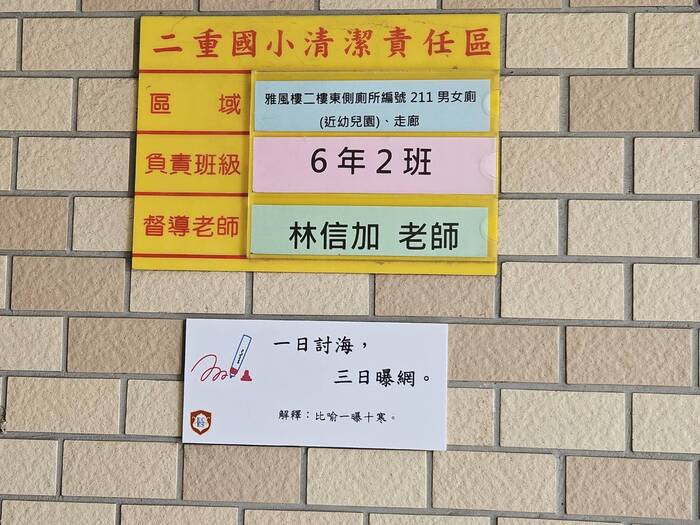 二重國小清潔責任區
區域
雅風樓二樓東側廁所編號 211 男女廁
(近幼兒園)、走廊
負責班級
6 年 2 班
督導老師
林信加 老師
一日討海，
三日曝網。
解釋：比喻一曝十寒。